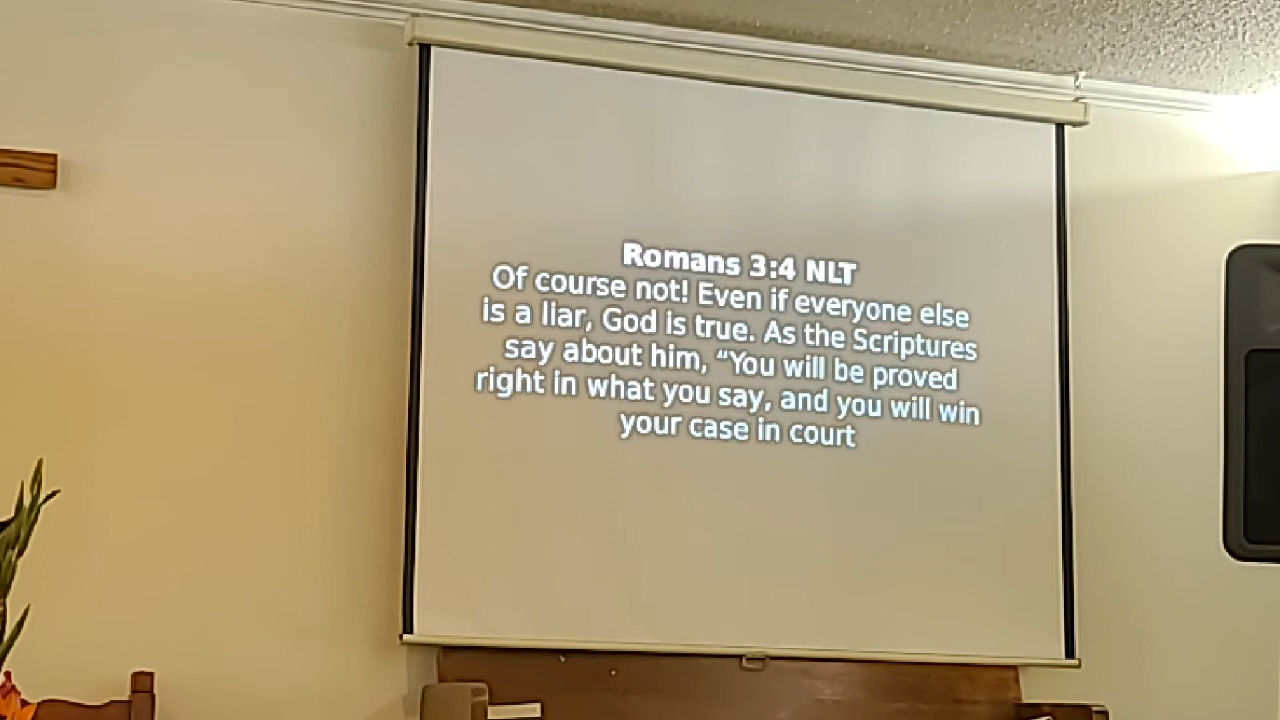 Romans 3:4 NLT
Of course not! Even if everyone else
is a liar, God is true. As the Scriptures
say about him, “You will be proved
right in what you say, and you will win
your case in court